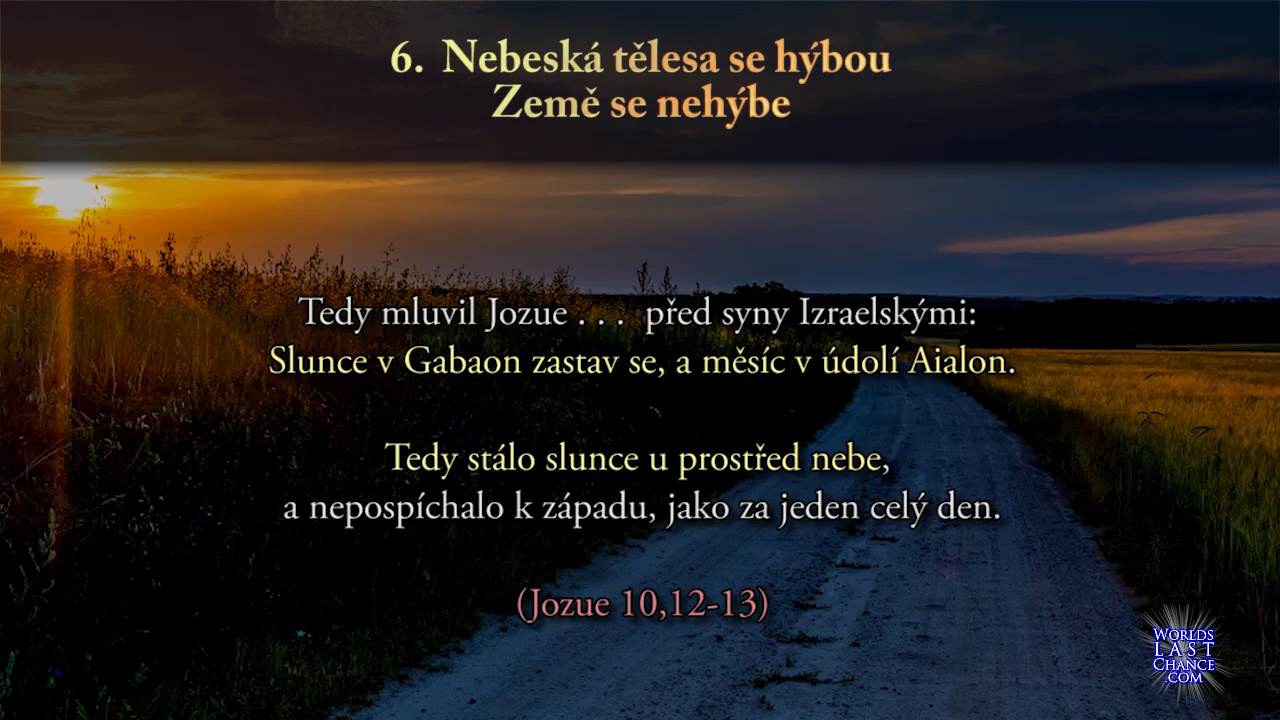 6. Nebeská tělesa se hýbou
Země se nehýbe
Tedy mluvil Jozue . . . před syny Izraelskými:
Slunce v Gabaon zastav se, a měsíc v údolí Aialon.
Tedy stálo slunce u prostřed nebe,
a nepospíchalo k západu, jako za jeden celý den.
(Jozue 10,12-13)
WORLDS
LAST
CHANCE
.COM